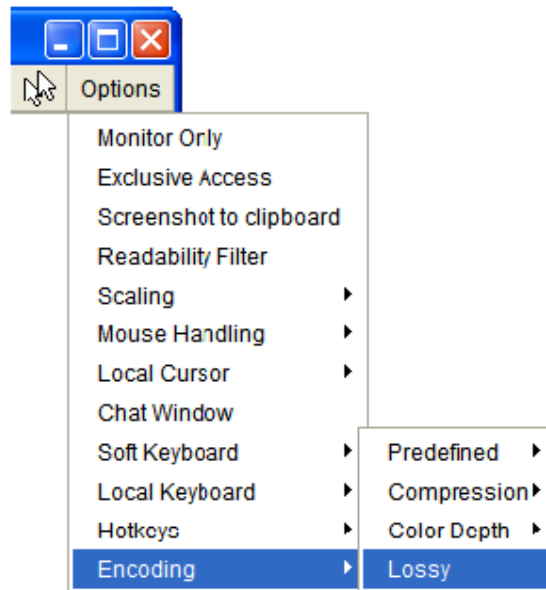 Options
Monitor Only
Exclusive Access
Screenshot to clipboard
Readability Filter
Scaling
Mouse Handling
Local Cursor
Chat Window
Soft Keyboard
Predefined
Local Keyboard
Compression
Hotkeys
Color Depth
Encoding
Lossy